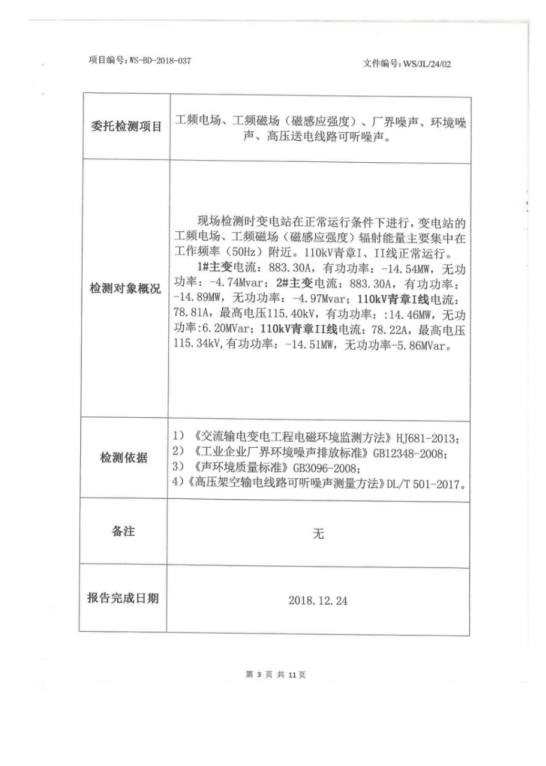 项目编号：WS-BD-2018-037
文件编号：WS/JL/24/02
委托检测项目
工频电场、工频磁场（磁感应强度）、厂界噪声、环境噪
声、高压送电线路可听噪声。
检测对象概况
现场检测时变电站在正常运行条件下进行，变电站的
工频电场、工频磁场（磁感应强度）辐射能量主要集中在
工作频率（50Hz）附近。110kV青章I、II线正常运行。
1#主变电流：883.30A，有功功率：-14.54MW，无功
功率：-4.74Mvar；2#主变电流：883.30A，有功功率：
-14.89MW，无功功率：-4.97Mvar；110kV青章I线电流：
78.81A，最高电压115.40kV，有功功率：:14.46MW，无功
功率:6.20MVar；110kV青章II线电流：78.22A，最高电压
115.34kV,有功功率：-14.51MW，无功功率-5.86MVar。
检测依据
1）《交流输电变电工程电磁环境监测方法》HJ681-2013；
2）《工业企业厂界环境噪声排放标准》GB12348-2008；
3）《声环境质量标准》GB3096-2008；
4）《高压架空输电线路可听噪声测量方法》DL/T 501-2017。
备注
无
报告完成日期
2018.12.24
第 3 页 共 11 页